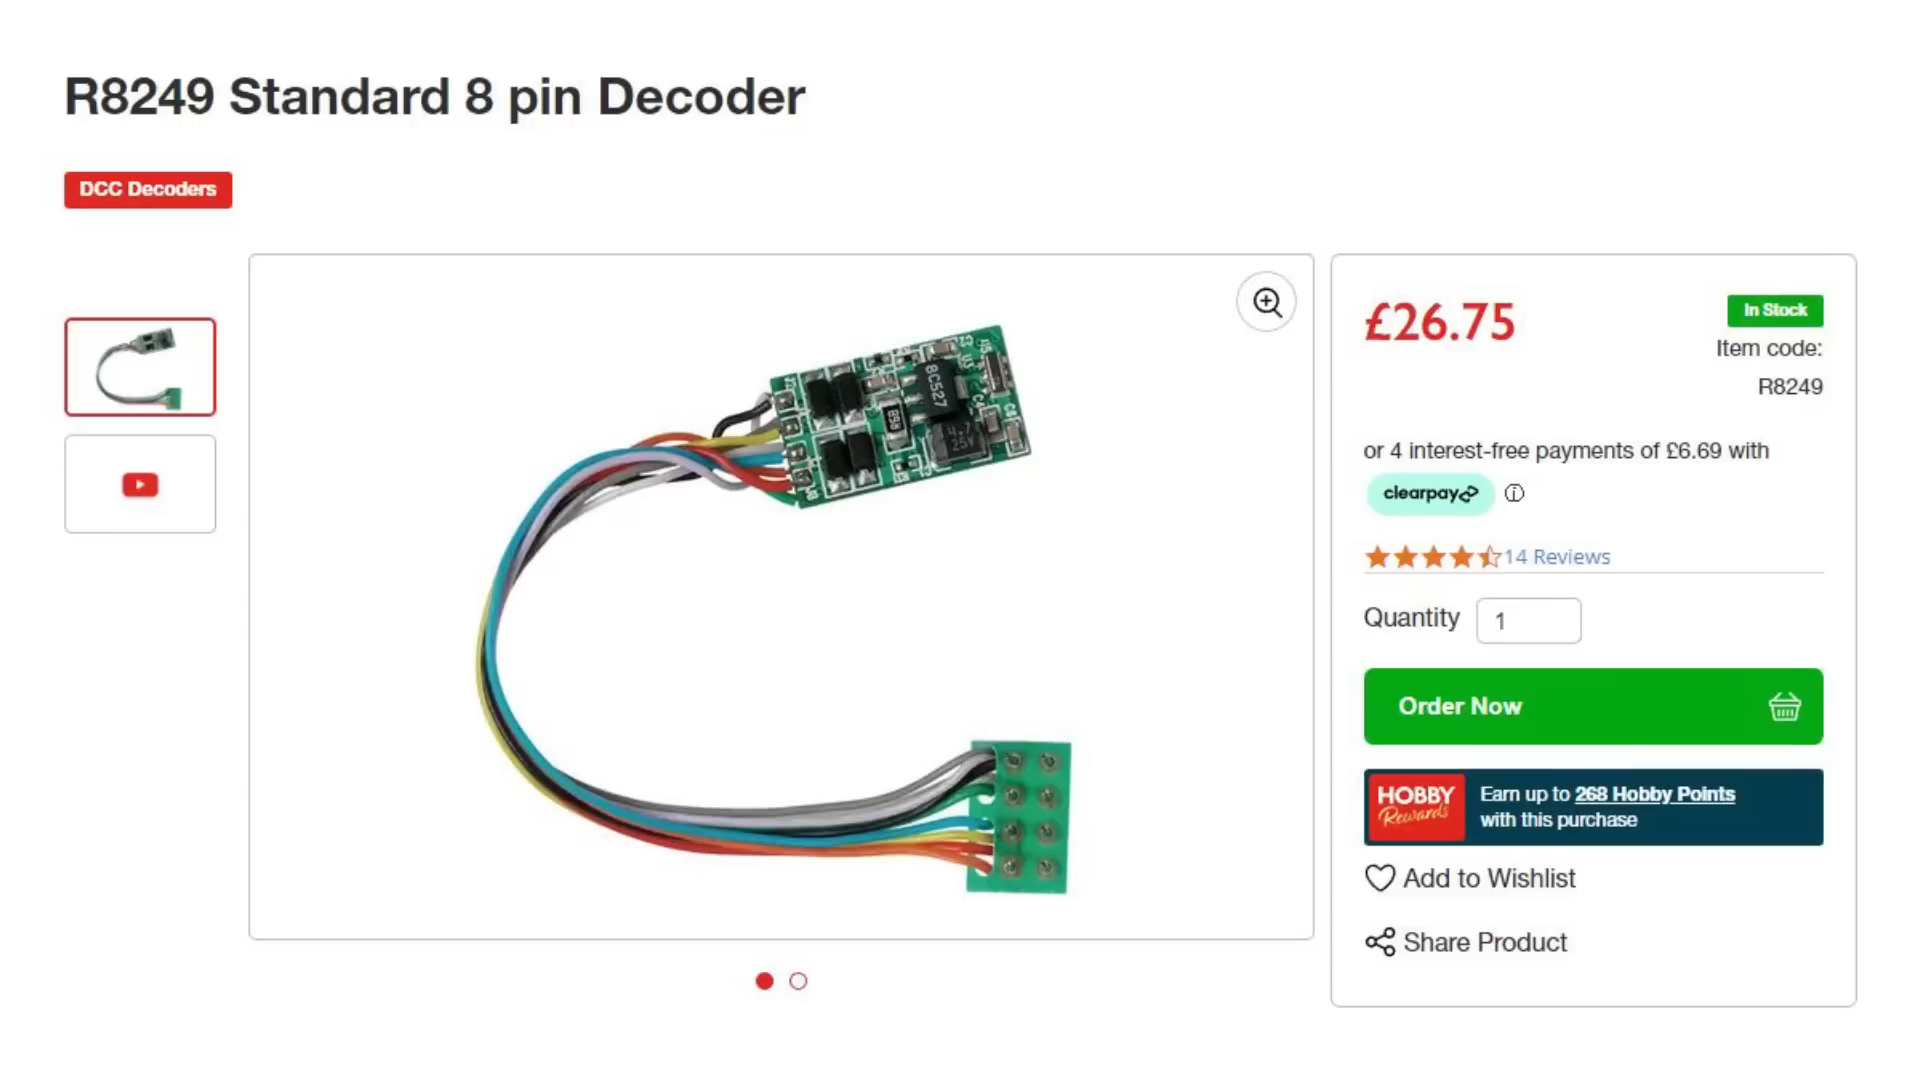 R8249 Standard 8 pin Decoder
DCC Decoders
8C527
R68
£26.75
In Stock
Item code:
R8249
or 4 interest-free payments of £6.69 with
clearpay
14 Reviews
Quantity 1
Order Now
HOBBY
Rewards
Earn up to 268 Hobby Points
with this purchase
Add to Wishlist
Share Product